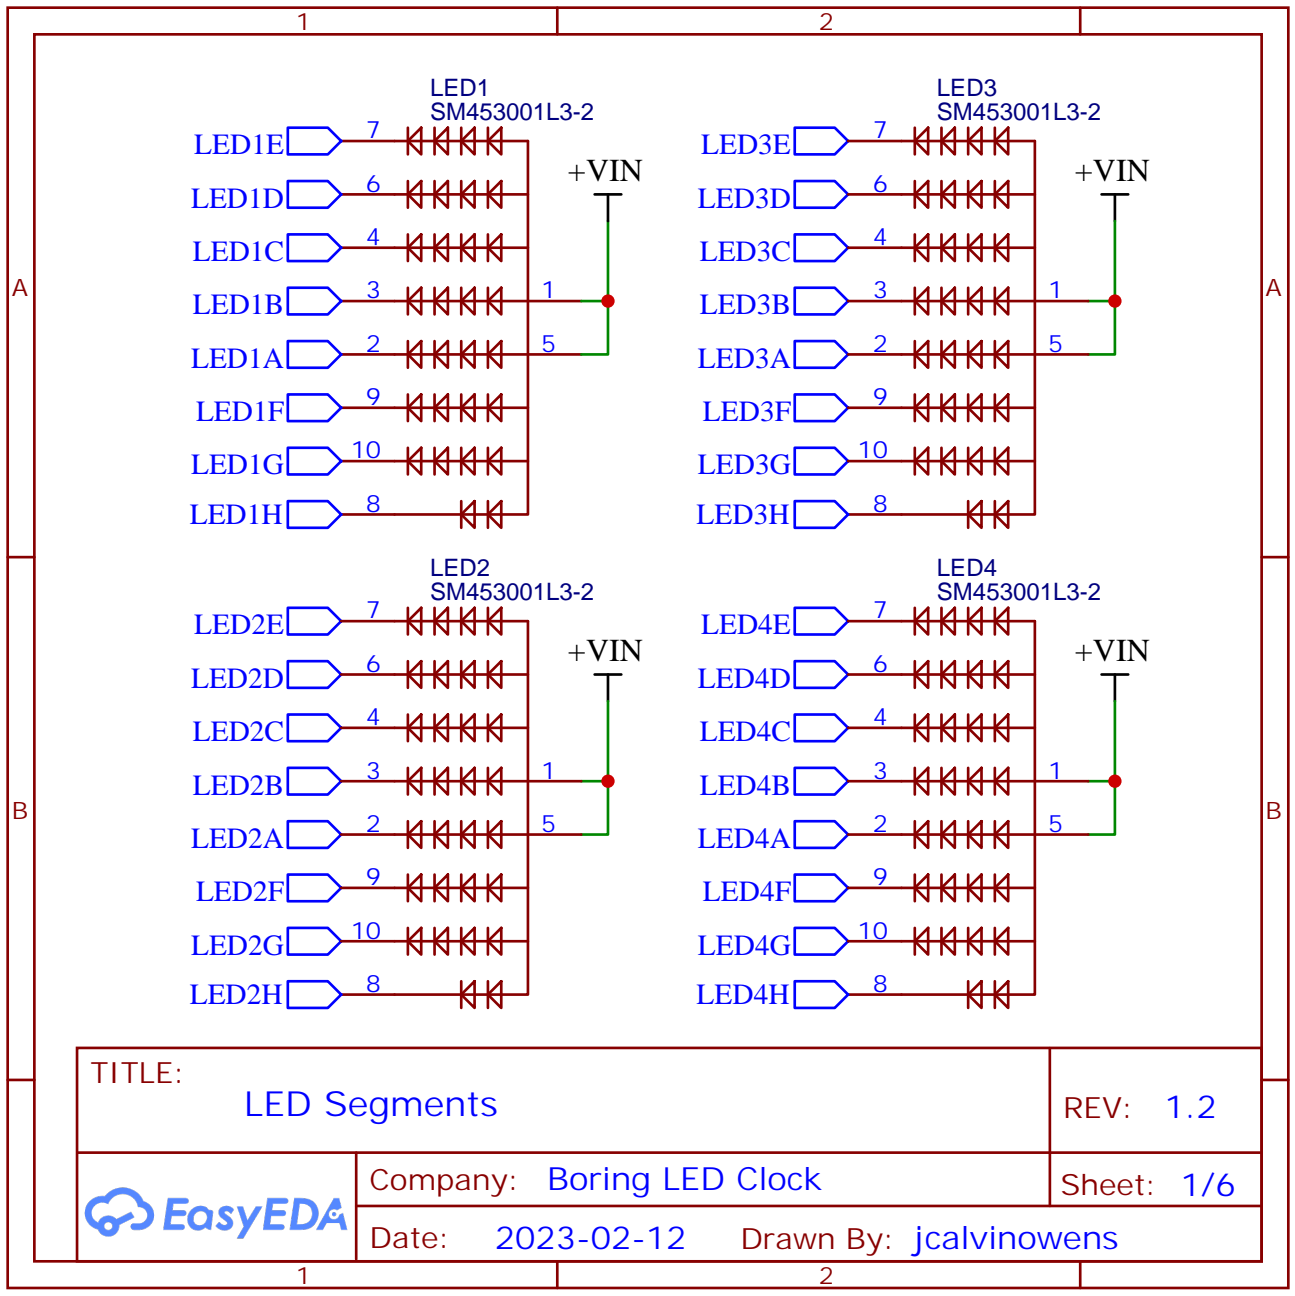 1 2
LED1
SM453001L3-2
LED1E 7
+VIN
LED1D 6
LED1C 4
LED1B 3 1
LED1A 2 5
LED1F 9
LED1G 10
LED1H 8
LED3
SM453001L3-2
LED3E 7
+VIN
LED3D 6
LED3C 4
LED3B 3 1
LED3A 2 5
LED3F 9
LED3G 10
LED3H 8
A A
LED2
SM453001L3-2
LED2E 7
+VIN
LED2D 6
LED2C 4
LED2B 3 1
LED2A 2 5
LED2F 9
LED2G 10
LED2H 8
LED4
SM453001L3-2
LED4E 7
+VIN
LED4D 6
LED4C 4
LED4B 3 1
LED4A 2 5
LED4F 9
LED4G 10
LED4H 8
B B
TITLE:
LED Segments
REV: 1.2
EasyEDA
Company: Boring LED Clock
Sheet: 1/6
Date: 2023-02-12 Drawn By: jcalvinowens
1 2